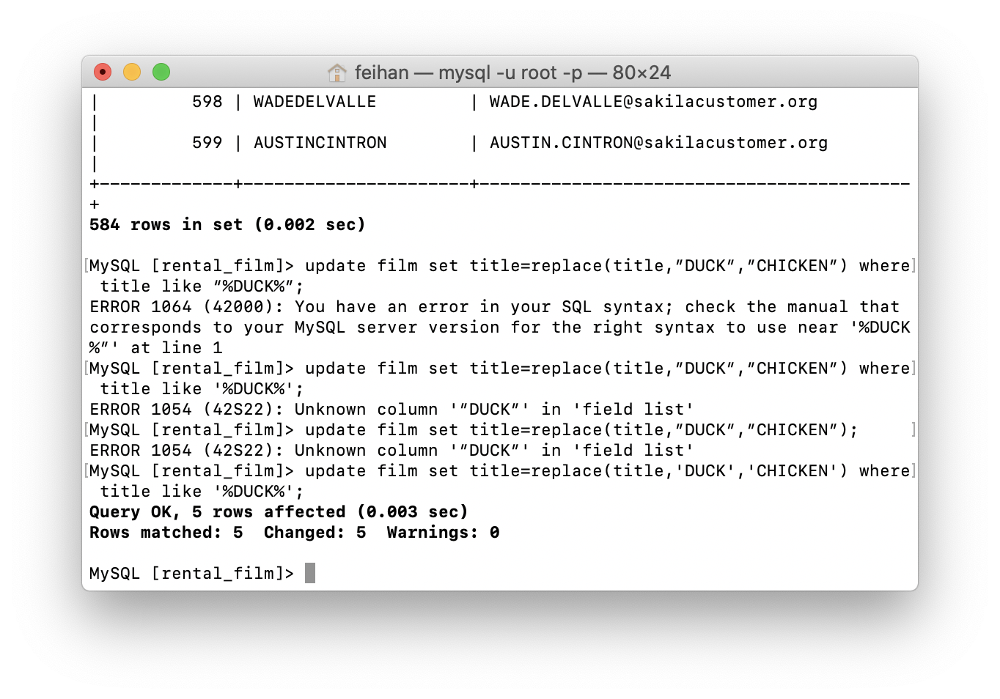 feihan — mysql -u root -p — 80×24
|         598 | WADEDELVALLE         | WADE.DELVALLE@sakilacustomer.org
|
|         599 | AUSTINCINTRON        | AUSTIN.CINTRON@sakilacustomer.org
|
+-------------+----------------------+------------------------------------------
+
584 rows in set (0.002 sec)
[MySQL [rental_film]> update film set title=replace(title,”DUCK”,”CHICKEN”) where]
 title like “%DUCK%”;
ERROR 1064 (42000): You have an error in your SQL syntax; check the manual that
corresponds to your MySQL server version for the right syntax to use near '%DUCK
%”' at line 1
[MySQL [rental_film]> update film set title=replace(title,”DUCK”,”CHICKEN”) where]
 title like '%DUCK%';
ERROR 1054 (42S22): Unknown column '”DUCK”' in 'field list'
[MySQL [rental_film]> update film set title=replace(title,”DUCK”,”CHICKEN”);     ]
ERROR 1054 (42S22): Unknown column '”DUCK”' in 'field list'
[MySQL [rental_film]> update film set title=replace(title,'DUCK','CHICKEN') where]
 title like '%DUCK%';
Query OK, 5 rows affected (0.003 sec)
Rows matched: 5  Changed: 5  Warnings: 0
MySQL [rental_film]>